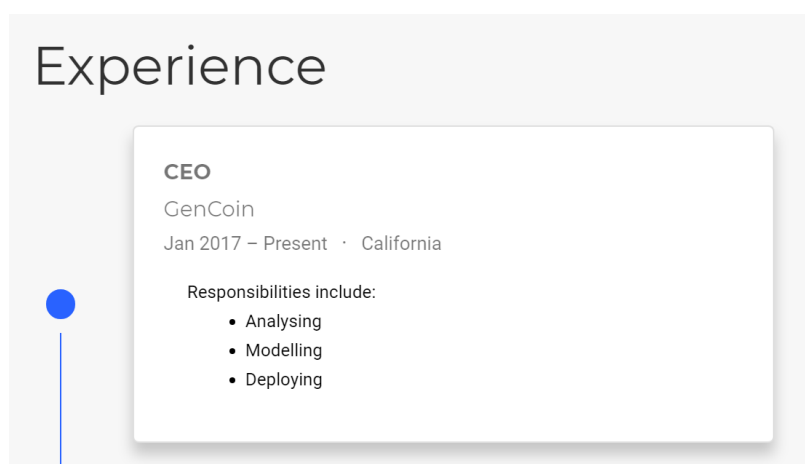 Experience
CEO
GenCoin
Jan 2017 – Present · California
Responsibilities include:
• Analysing
• Modelling
• Deploying